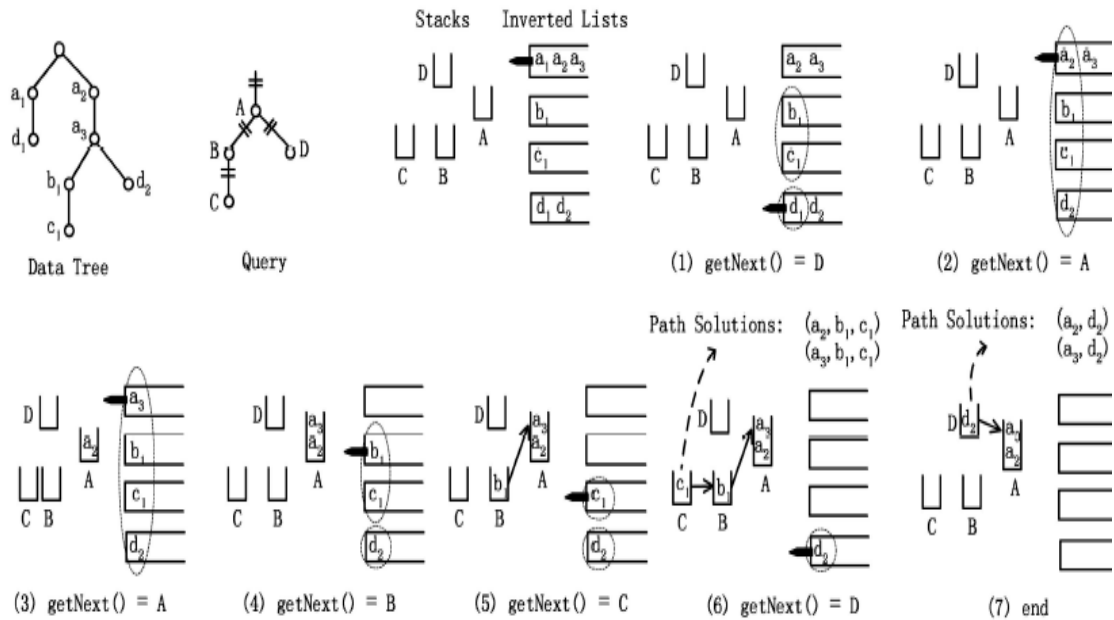 Stacks Inverted Lists
a₁ a₂ a₃
b₁
c₁
d₁ d₂
D
A
C B
a₁ a₂
a₃
d₁
b₁ d₂
c₁
Data Tree
A
B D
C
Query
D
A
C B
a₂ a₃
b₁
c₁
d₁ d₂
(1) getNext() = D
D
A
C B
a₂ a₃
b₁
c₁
d₂
(2) getNext() = A
D
a₂
A
C B
a₃
b₁
c₁
d₂
(3) getNext() = A
D
a₃
a₂
A
C B
b₁
c₁
d₂
(4) getNext() = B
D
a₃
a₂
b₁
A
C B
c₁
d₂
(5) getNext() = C
Path Solutions: (a₂, b₁, c₁)
(a₃, b₁, c₁)
D
a₃
a₂
c₁ b₁
A
C B
d₂
(6) getNext() = D
Path Solutions: (a₂, d₂)
(a₃, d₂)
D d₂
a₃
a₂
A
C B
(7) end